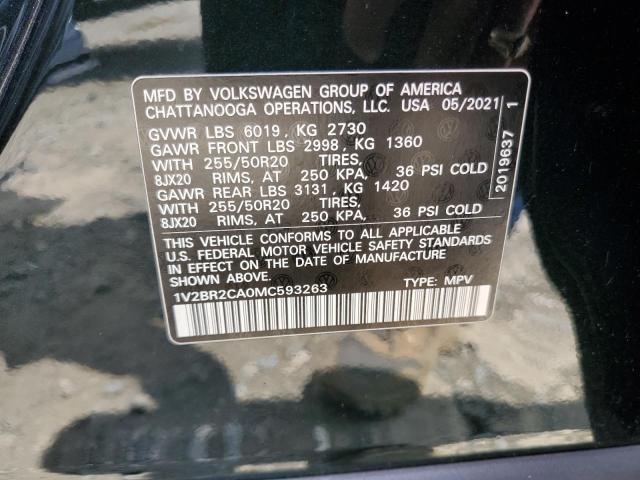 MFD BY VOLKSWAGEN GROUP OF AMERICA
CHATTANOOGA OPERATIONS, LLC. USA 05/2021
GVWR LBS 6019, KG 2730
GAWR FRONT LBS 2998, KG 1360
WITH 255/50R20 TIRES,
8JX20 RIMS, AT 250 KPA, 36 PSI COLD
GAWR REAR LBS 3131, KG 1420
WITH 255/50R20 TIRES,
8JX20 RIMS, AT 250 KPA, 36 PSI COLD
THIS VEHICLE CONFORMS TO ALL APPLICABLE
U.S. FEDERAL MOTOR VEHICLE SAFETY STANDARDS
IN EFFECT ON THE DATE OF MANUFACTURE
SHOWN ABOVE.
1V2BR2CA0MC593263 TYPE: MPV
2019637 1